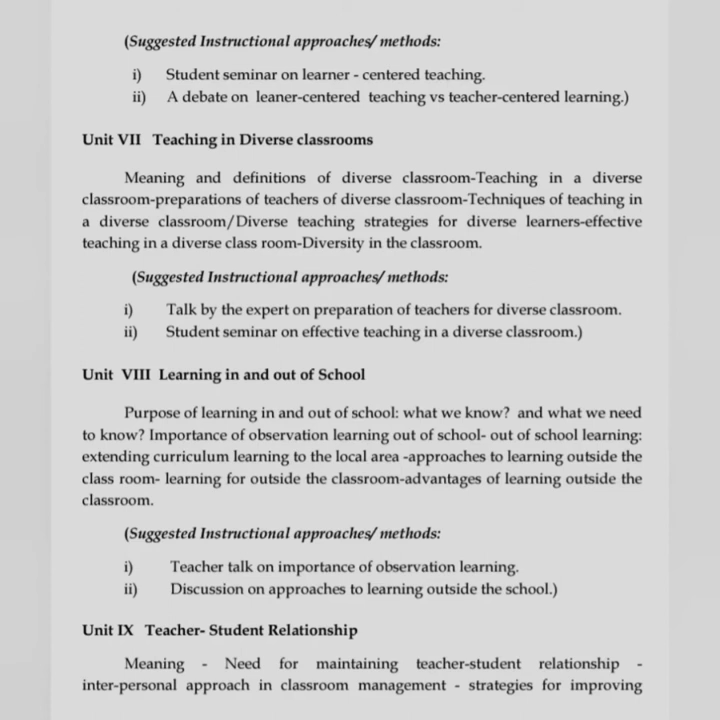 (Suggested Instructional approaches/ methods:
i) Student seminar on learner - centered teaching.
ii) A debate on leaner-centered teaching vs teacher-centered learning.)
Unit VII Teaching in Diverse classrooms
Meaning and definitions of diverse classroom-Teaching in a diverse
classroom-preparations of teachers of diverse classroom-Techniques of teaching in
a diverse classroom/Diverse teaching strategies for diverse learners-effective
teaching in a diverse class room-Diversity in the classroom.
(Suggested Instructional approaches/ methods:
i) Talk by the expert on preparation of teachers for diverse classroom.
ii) Student seminar on effective teaching in a diverse classroom.)
Unit VIII Learning in and out of School
Purpose of learning in and out of school: what we know? and what we need
to know? Importance of observation learning out of school- out of school learning:
extending curriculum learning to the local area -approaches to learning outside the
class room- learning for outside the classroom-advantages of learning outside the
classroom.
(Suggested Instructional approaches/ methods:
i) Teacher talk on importance of observation learning.
ii) Discussion on approaches to learning outside the school.)
Unit IX Teacher- Student Relationship
Meaning - Need for maintaining teacher-student relationship -
inter-personal approach in classroom management - strategies for improving